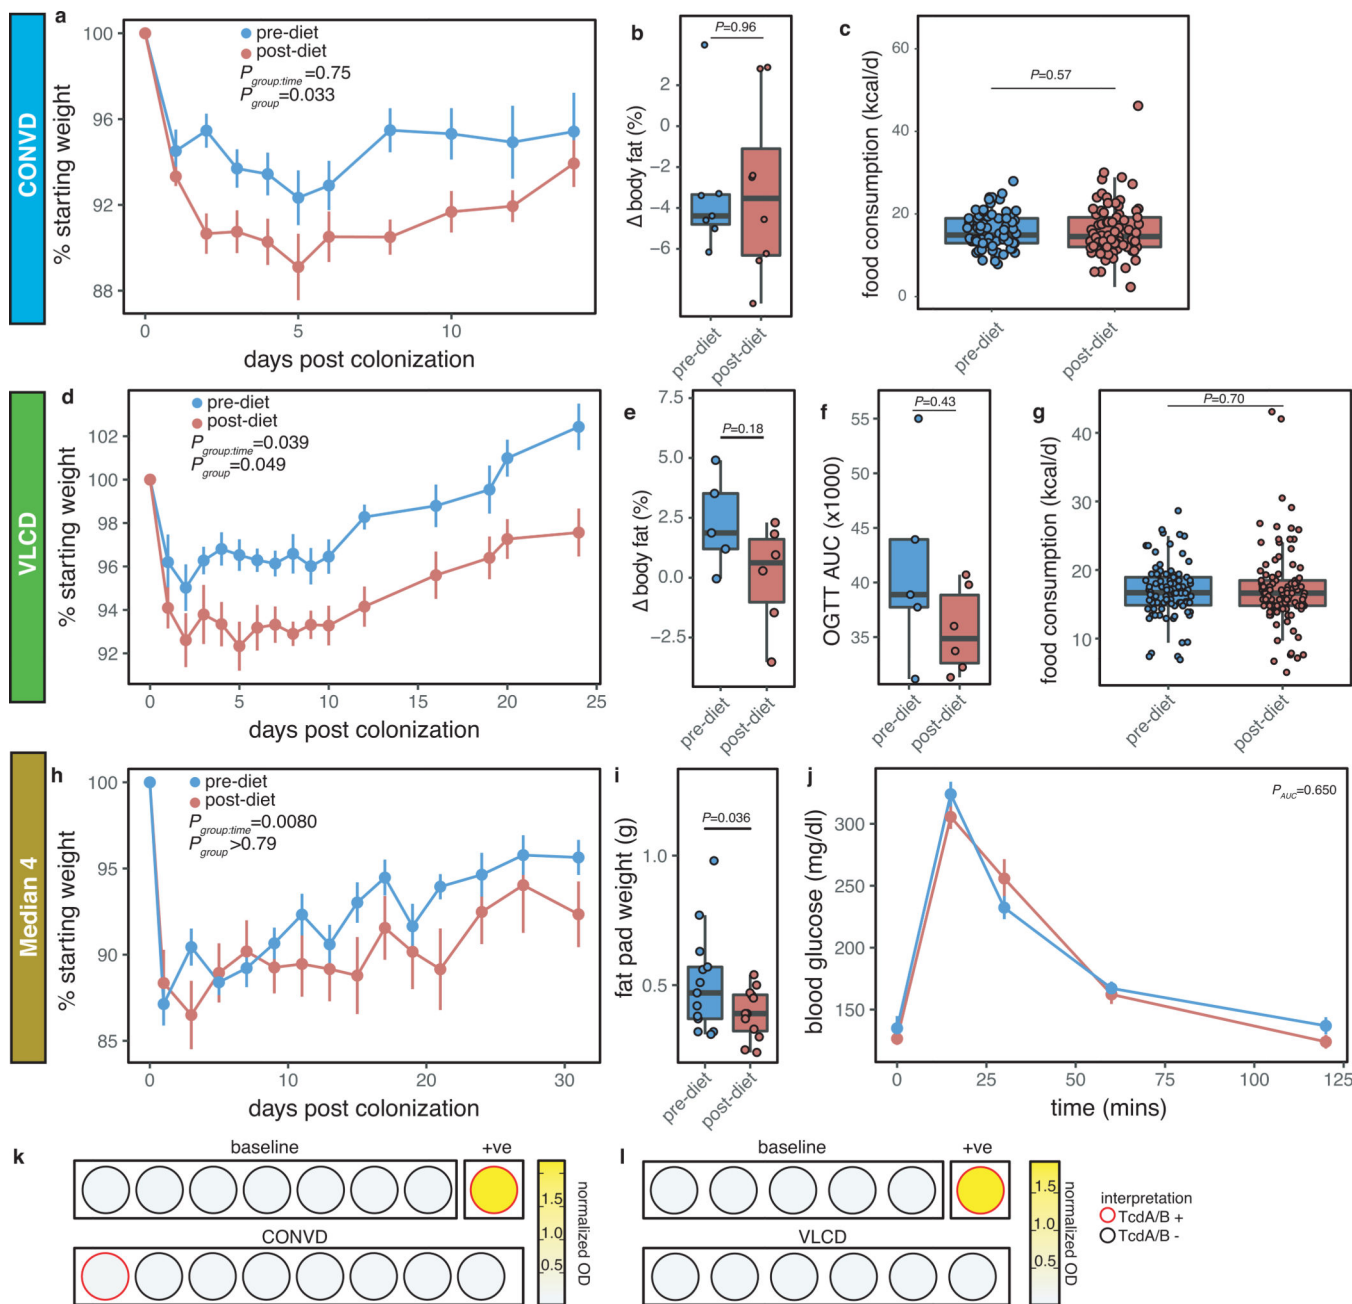 CONVD
a
100
96
92
88
% starting weight
pre-diet
post-diet
P group:time =0.75
P group =0.033
0
5
10
days post colonization
b
P=0.96
2
0
−2
−4
−6
Δ body fat (%)
pre-diet
post-diet
c
60
40
20
0
food consumption (kcal/d)
P=0.57
pre-diet
post-diet
VLCD
d
102
100
98
96
94
92
% starting weight
pre-diet
post-diet
P group:time =0.039
P group =0.049
0
5
10
15
20
25
days post colonization
e
7.5
5.0
2.5
0.0
−2.5
Δ body fat (%)
P=0.18
pre-diet
post-diet
f
55
45
40
35
OGTT AUC (x1000)
P=0.43
pre-diet
post-diet
g
40
30
20
10
food consumption (kcal/d)
P=0.70
pre-diet
post-diet
Median 4
h
100
95
90
85
% starting weight
pre-diet
post-diet
P group:time =0.0080
P group >0.79
0
10
20
30
days post colonization
i
1.0
0.5
fat pad weight (g)
P=0.036
pre-diet
post-diet
j
300
250
200
150
blood glucose (mg/dl)
P AUC =0.650
0
25
50
75
100
125
time (mins)
k
baseline
+ve
CONVD
1.5
1.0
0.5
normalized OD
l
baseline
+ve
VLCD
1.5
1.0
0.5
normalized OD
interpretation
TcdA/B +
TcdA/B -